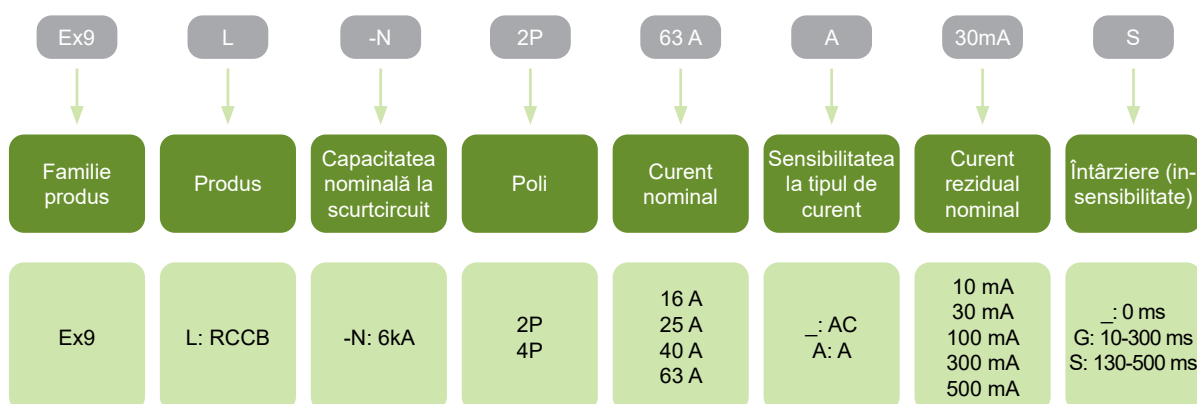 Ex9
L
-N
2P
63 A
A
30mA
S
Familie
produs
Produs
Capacitatea
nominală la
scurtcircuit
Poli
Curent
nominal
Sensibilitatea
la tipul de
curent
Curent
rezidual
nominal
Întârziere (in-
sensibilitate)
Ex9
L: RCCB
-N: 6kA
2P
4P
16 A
25 A
40 A
63 A
_: AC
A: A
10 mA
30 mA
100 mA
300 mA
500 mA
_: 0 ms
G: 10-300 ms
S: 130-500 ms